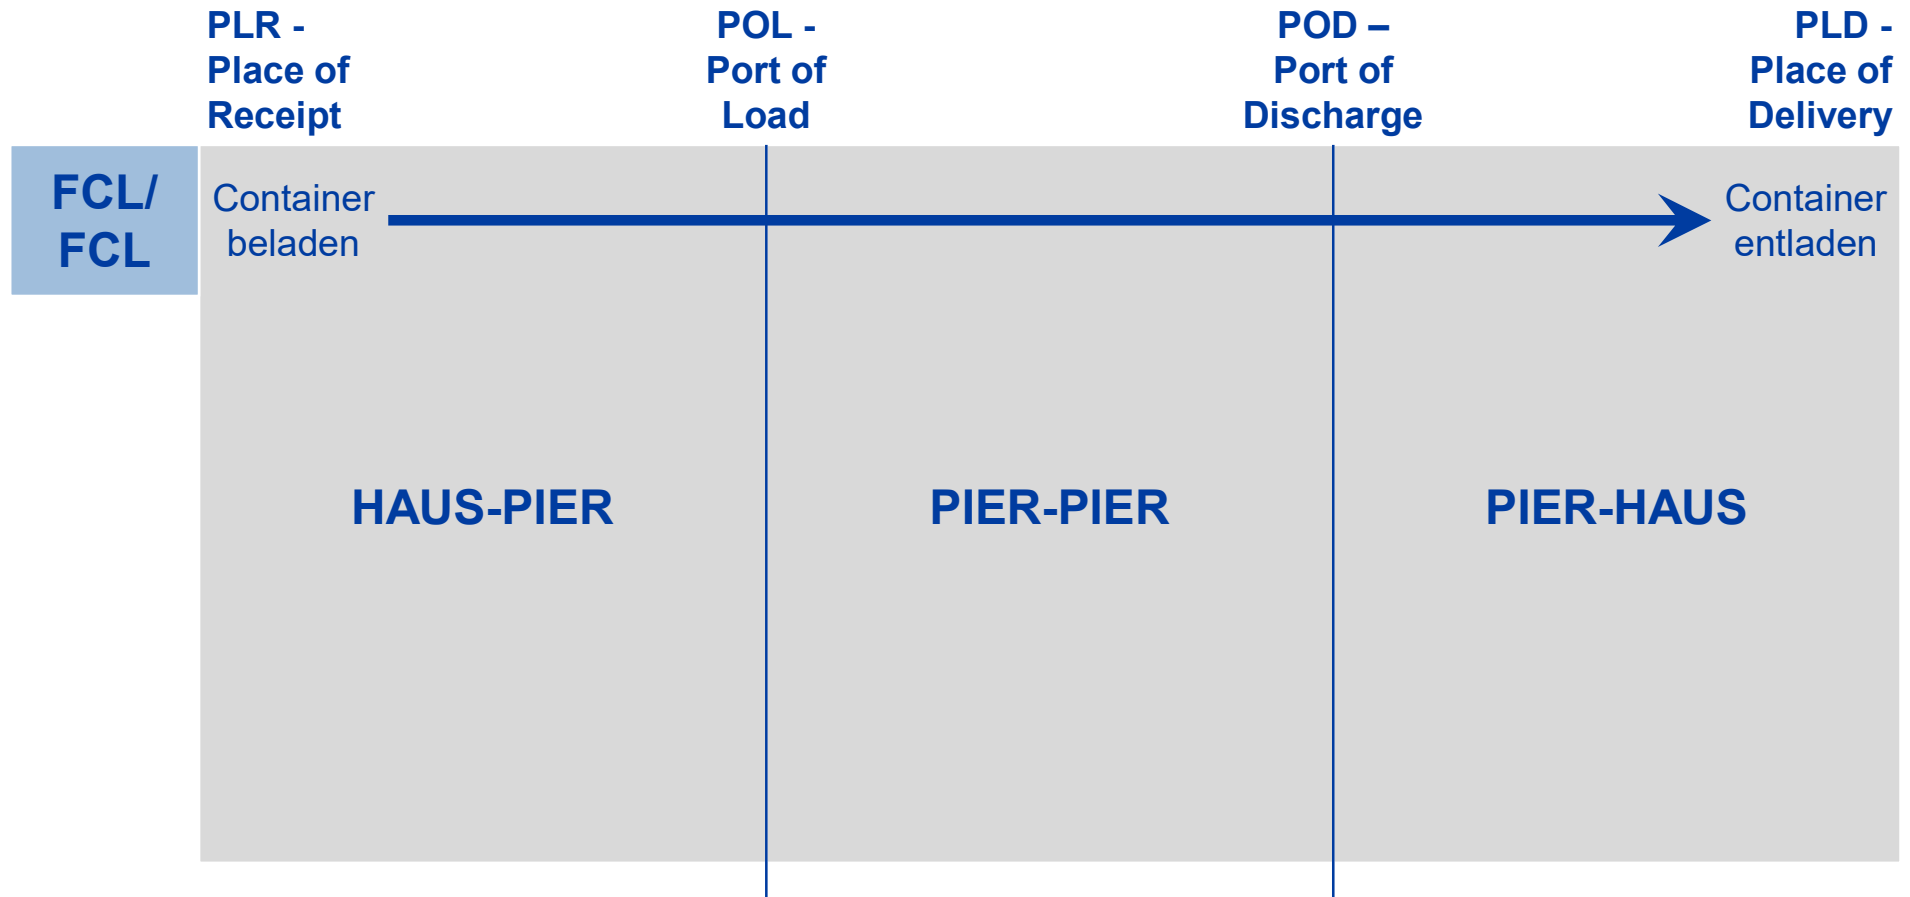 PLR -
Place of
Receipt
POL -
Port of
Load
POD –
Port of
Discharge
PLD -
Place of
Delivery
FCL/
FCL
Container
beladen
Container
entladen
HAUS-PIER
PIER-PIER
PIER-HAUS